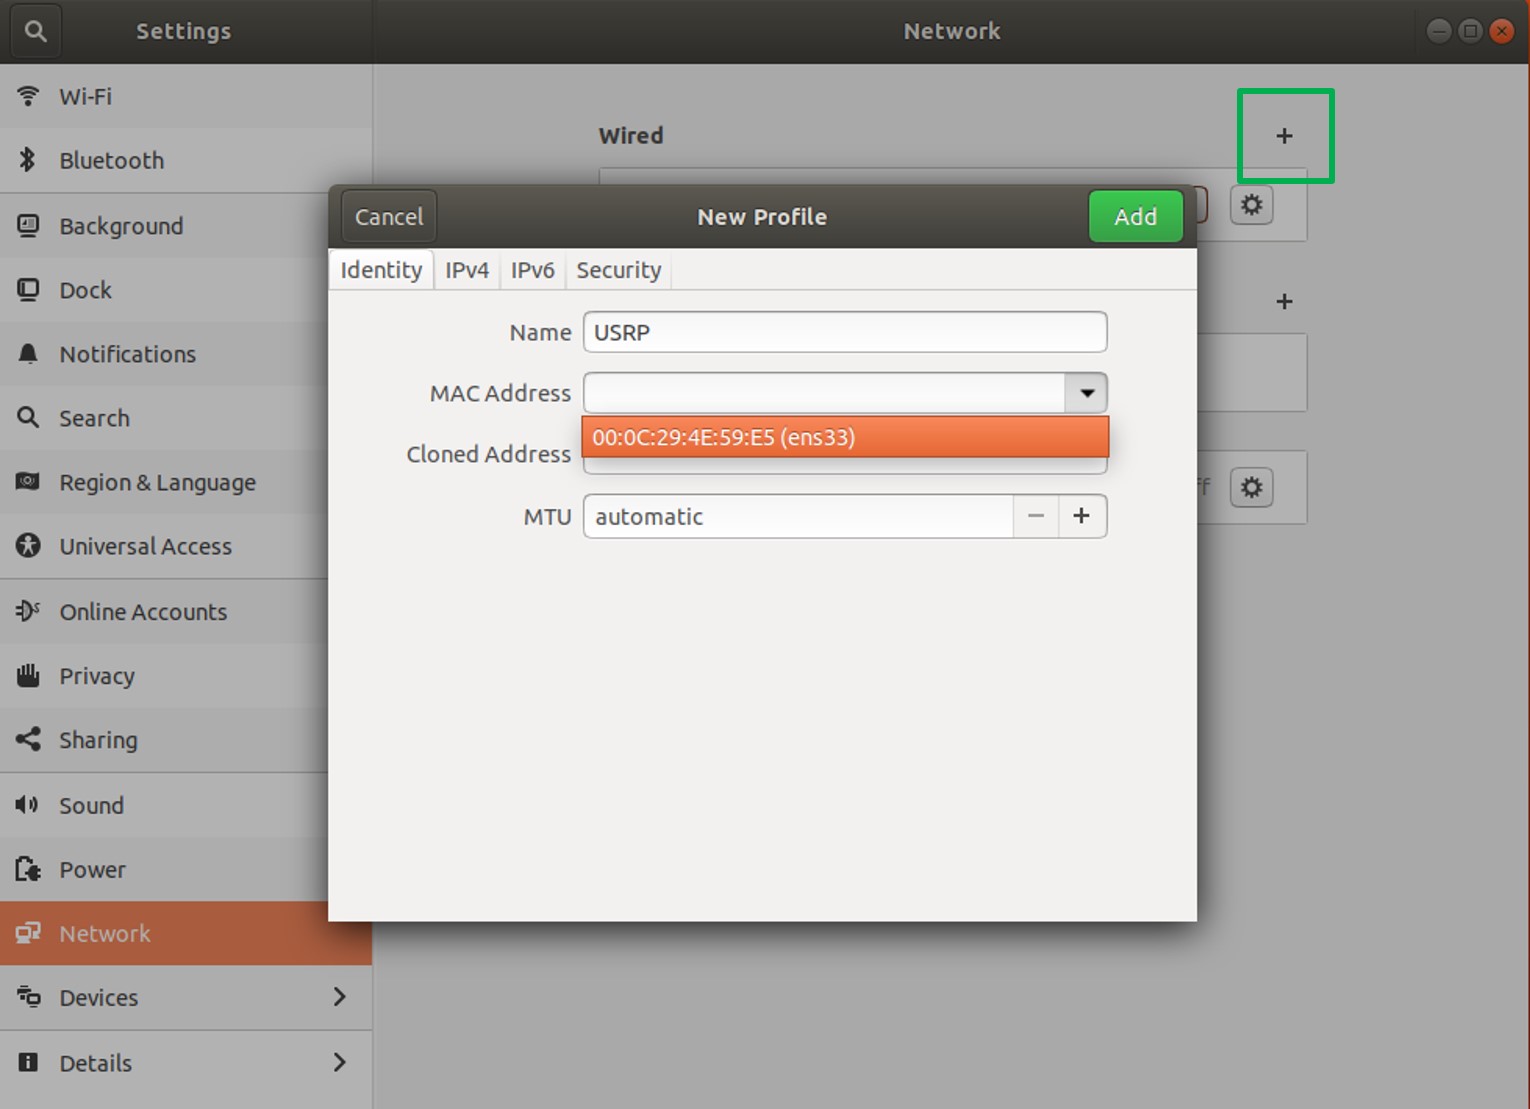 Settings
Network
Wi-Fi
Bluetooth
Background
Dock
Notifications
Search
Region & Language
Universal Access
Online Accounts
Privacy
Sharing
Sound
Power
Network
Devices
Details
Wired
Cancel
New Profile
Add
Identity
IPv4
IPv6
Security
Name
USRP
MAC Address
00:0C:29:4E:59:E5 (ens33)
Cloned Address
MTU
automatic